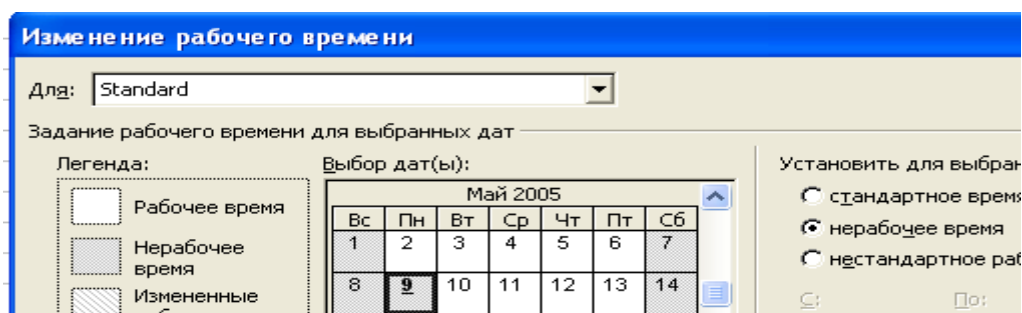 Изменение рабочего времени
Для: Standard
Задание рабочего времени для выбранных дат
Легенда: Выбор дат(ы): Установить для выбран
Май 2005
Рабочее время
стандартное время
Вс Пн Вт Ср Чт Пт Сб
нерабочее время
1 2 3 4 5 6 7
Нерабочее
время
нестандартное раб
8 9 10 11 12 13 14
Измененные
С: По: